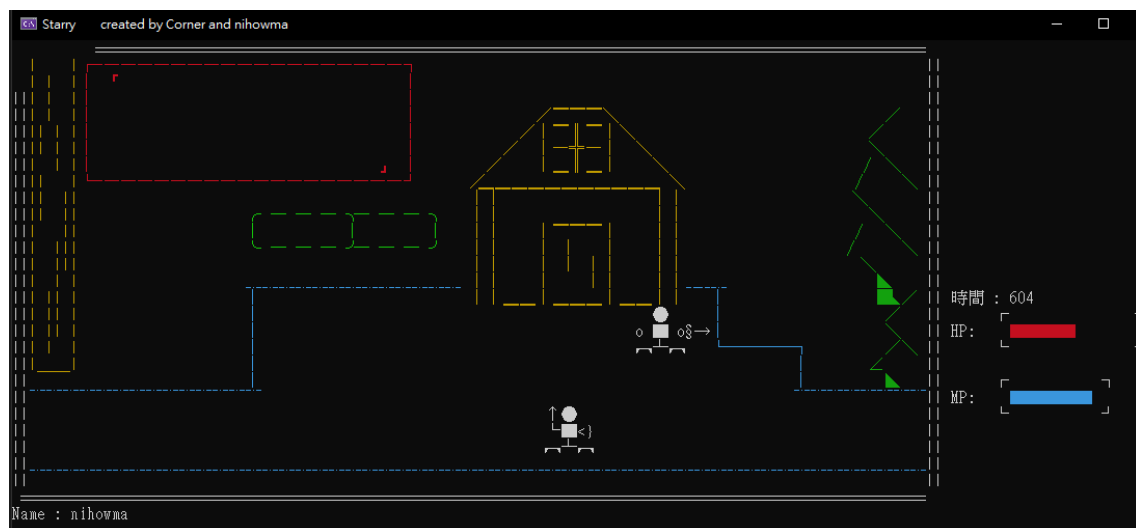 Starry created by Corner and nihowma
時間 : 604
HP:
MP:
Name : nihowma